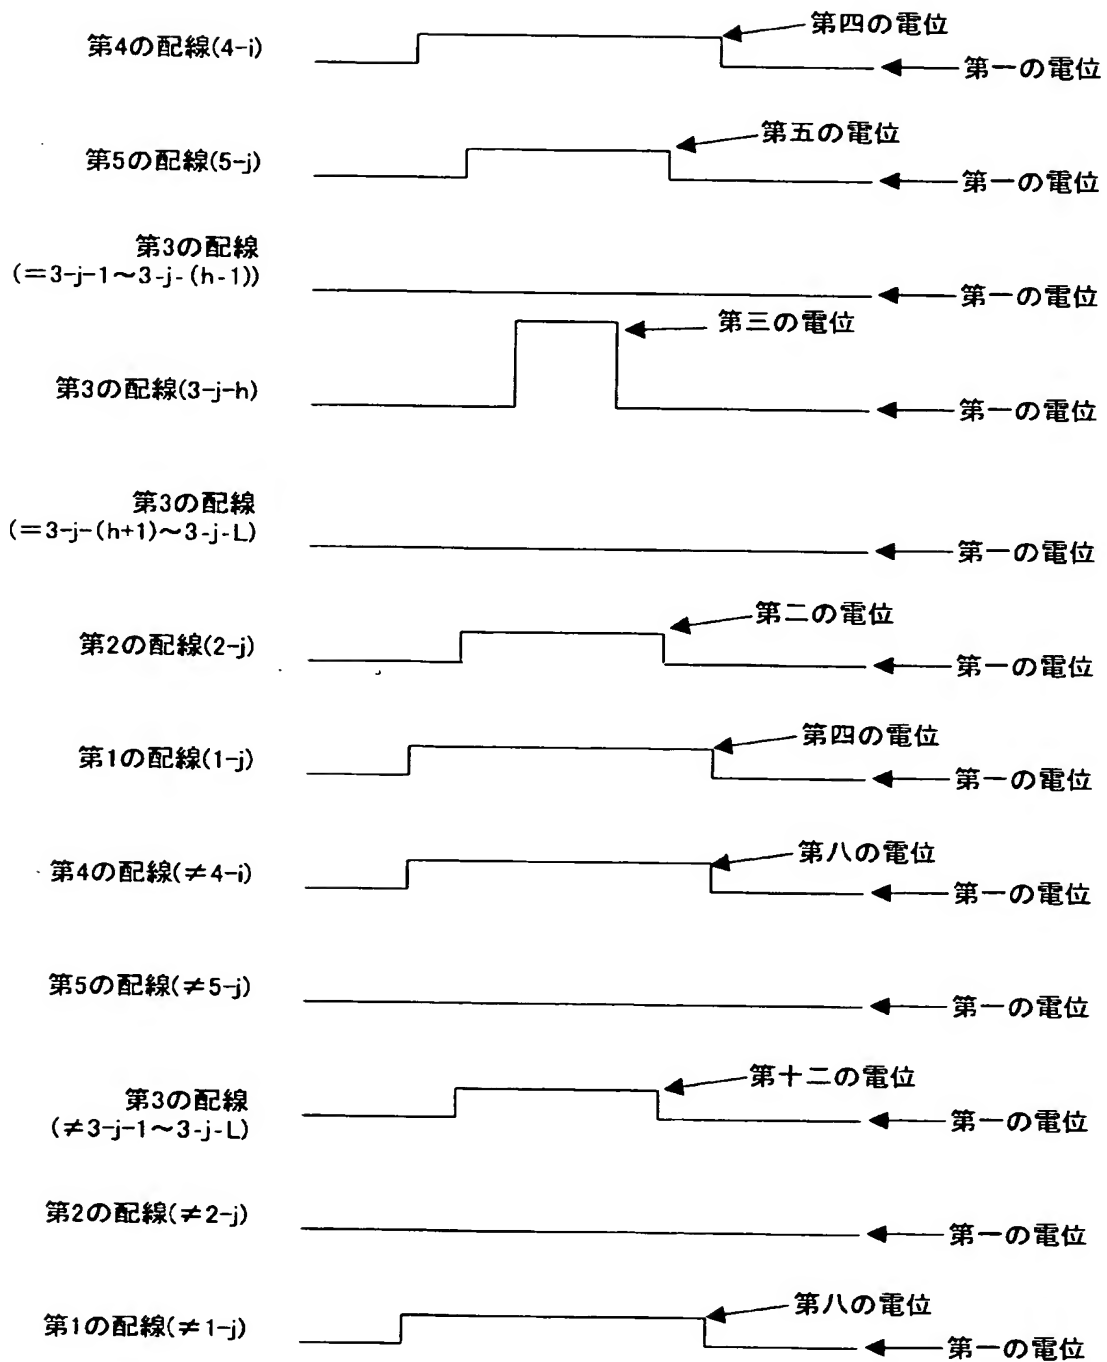 第四の電位
第4の配線(4-i)
第一の電位
第五の電位
第5の配線(5-j)
第一の電位
第3の配線
(=3-j-1～3-j-(h-1))
第一の電位
第三の電位
第3の配線(3-j-h)
第一の電位
第3の配線
(=3-j-(h+1)～3-j-L)
第一の電位
第二の電位
第2の配線(2-j)
第一の電位
第四の電位
第1の配線(1-j)
第一の電位
第八の電位
第4の配線(≠4-i)
第一の電位
第5の配線(≠5-j)
第一の電位
第十二の電位
第3の配線
(≠3-j-1～3-j-L)
第一の電位
第2の配線(≠2-j)
第一の電位
第八の電位
第1の配線(≠1-j)
第一の電位